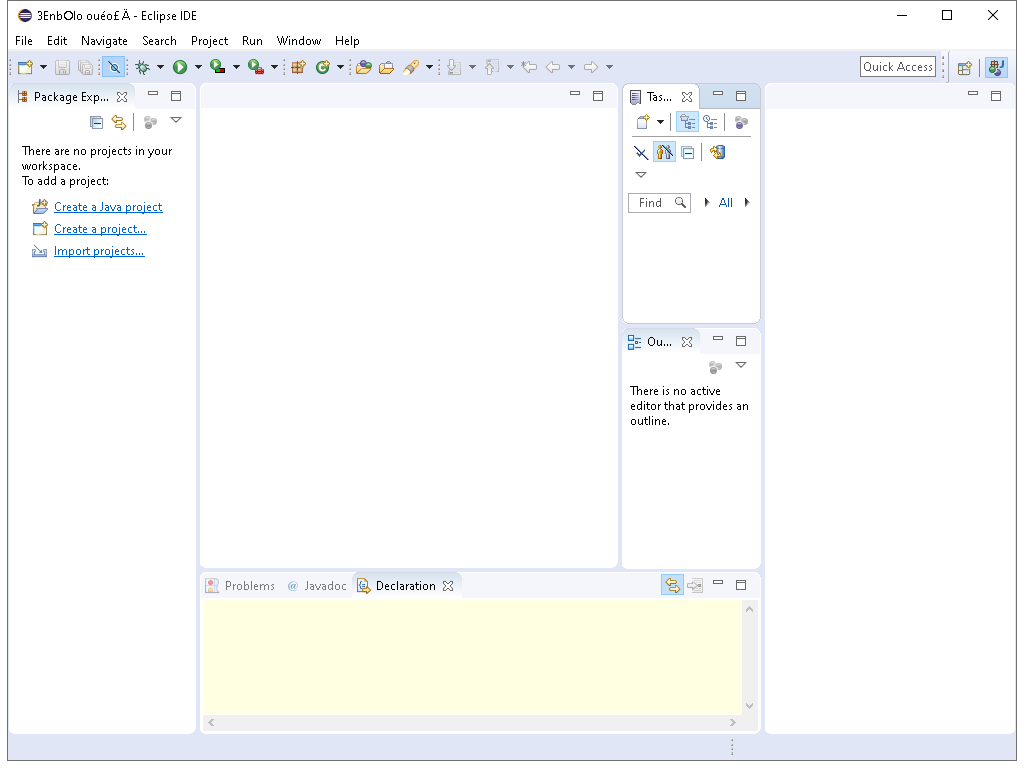 3EnbOlo ouéo£Ä - Eclipse IDE
File Edit Navigate Search Project Run Window Help
Quick Access
Package Exp...
Tas...
There are no projects in your
workspace.
To add a project:
Create a Java project
Create a project...
Import projects...
Find
All
Ou...
There is no active
editor that provides an
outline.
Problems @ Javadoc Declaration